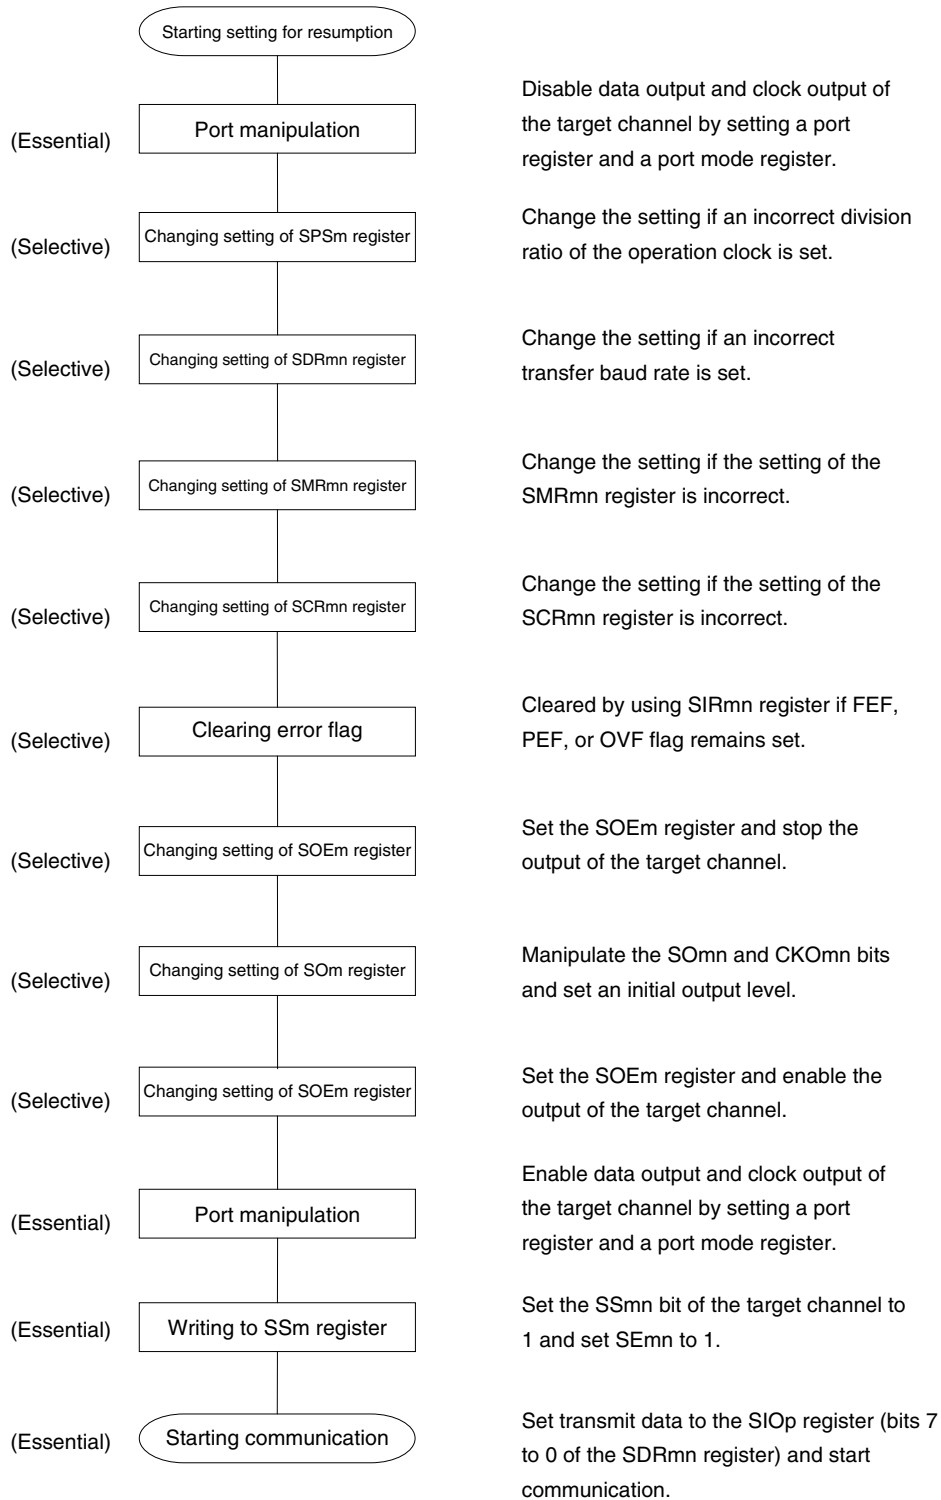 Starting setting for resumption
(Essential)
Port manipulation
Disable data output and clock output of
the target channel by setting a port
register and a port mode register.
(Selective)
Changing setting of SPSm register
Change the setting if an incorrect division
ratio of the operation clock is set.
(Selective)
Changing setting of SDRmn register
Change the setting if an incorrect
transfer baud rate is set.
(Selective)
Changing setting of SMRmn register
Change the setting if the setting of the
SMRmn register is incorrect.
(Selective)
Changing setting of SCRmn register
Change the setting if the setting of the
SCRmn register is incorrect.
(Selective)
Clearing error flag
Cleared by using SIRmn register if FEF,
PEF, or OVF flag remains set.
(Selective)
Changing setting of SOEm register
Set the SOEm register and stop the
output of the target channel.
(Selective)
Changing setting of SOm register
Manipulate the SOmn and CKOmn bits
and set an initial output level.
(Selective)
Changing setting of SOEm register
Set the SOEm register and enable the
output of the target channel.
(Essential)
Port manipulation
Enable data output and clock output of
the target channel by setting a port
register and a port mode register.
(Essential)
Writing to SSm register
Set the SSmn bit of the target channel to
1 and set SEmn to 1.
(Essential)
Starting communication
Set transmit data to the SIOp register (bits 7
to 0 of the SDRmn register) and start
communication.